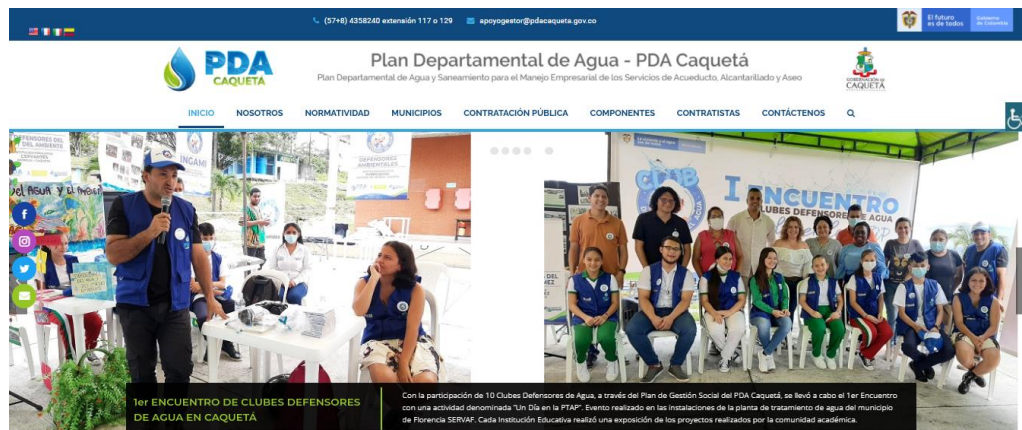 (57+8) 4358240 extensión 117 o 129
apoyogestor@pdacaqueta.gov.co
El futuro
es de todos
Gobierno
de Colombia
PDA
CAQUETÁ
Plan Departamental de Agua - PDA Caquetá
Plan Departamental de Agua y Saneamiento para el Manejo Empresarial de los Servicios de Acueducto, Alcantarillado y Aseo
GOBERNACIÓN DE
CAQUETÁ
INICIO NOSOTROS NORMATIVIDAD MUNICIPIOS CONTRATACIÓN PÚBLICA COMPONENTES CONTRATISTAS CONTÁCTENOS
INGAMI
DEFENSORES
AMBIENTALES
I ENCUENTRO
CLUBES DEFENSORES DE AGUA
1er ENCUENTRO DE CLUBES DEFENSORES
DE AGUA EN CAQUETÁ
Con la participación de 10 Clubes Defensores de Agua, a través del Plan de Gestión Social del PDA Caquetá, se llevó a cabo el 1er Encuentro
con una actividad denominada "Un Día en la PTAP". Evento realizado en las instalaciones de la planta de tratamiento de agua del municipio
de Florencia SERVAF. Cada Institución Educativa realizó una exposición de los proyectos realizados por la comunidad académica.